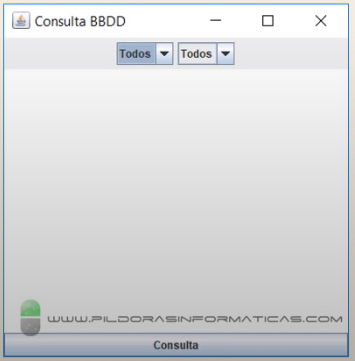 Consulta BBDD
Todos Todos
WWW.PILDORASINFORMATICAS.COM
Consulta